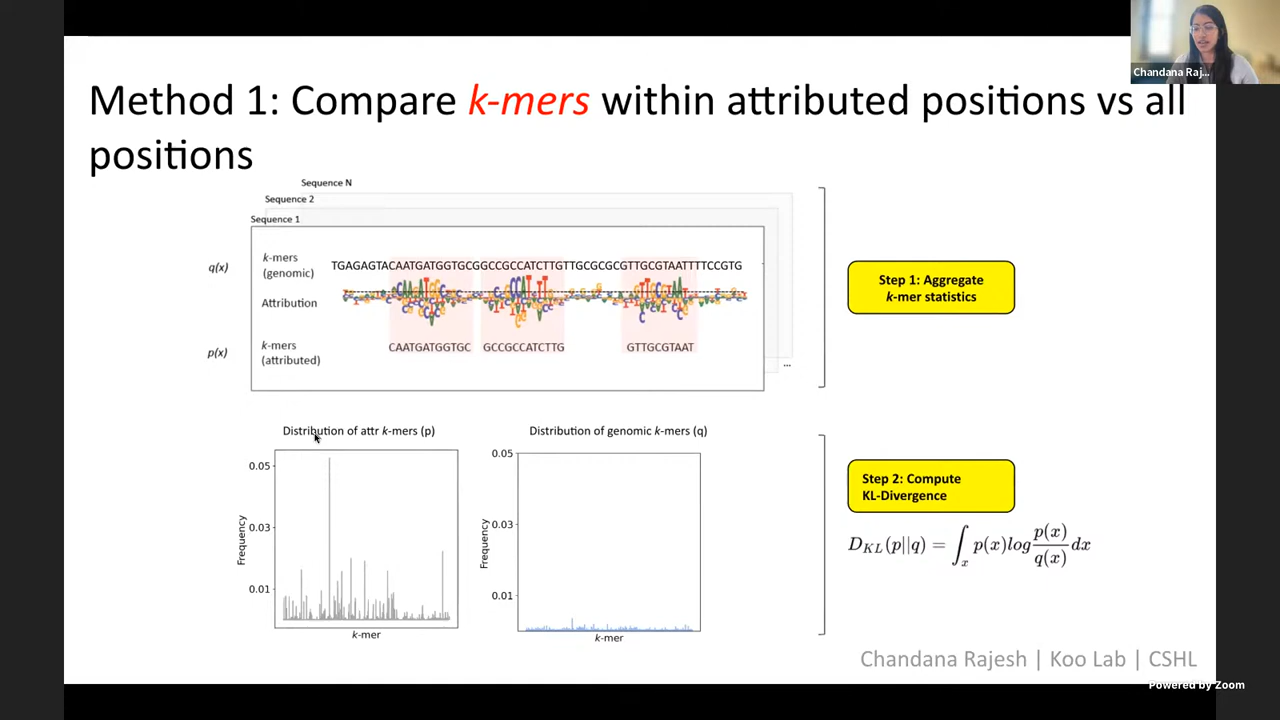 Chandana Raj...
Method 1: Compare k-mers within attributed positions vs all
positions
Sequence N
Sequence 2
Sequence 1
q(x)
k-mers
(genomic)
TGAGAGTACAATGATGGTGCGGCCGCCATCTTGTTGCGCGCGTTGCGTAATTTTCCGTG
Attribution
p(x)
k-mers
(attributed)
CAATGATGGTGC GCCGCCATCTTG GTTGCGTAAT
...
Step 1: Aggregate
k-mer statistics
Distribution of attr k-mers (p)
0.05
0.03
0.01
Frequency
k-mer
Distribution of genomic k-mers (q)
0.05
0.03
0.01
Frequency
k-mer
Step 2: Compute
KL-Divergence
D_{KL}(p||q) = ∫_x p(x)log p(x)/q(x) dx
Chandana Rajesh | Koo Lab | CSHL
Powered by Zoom